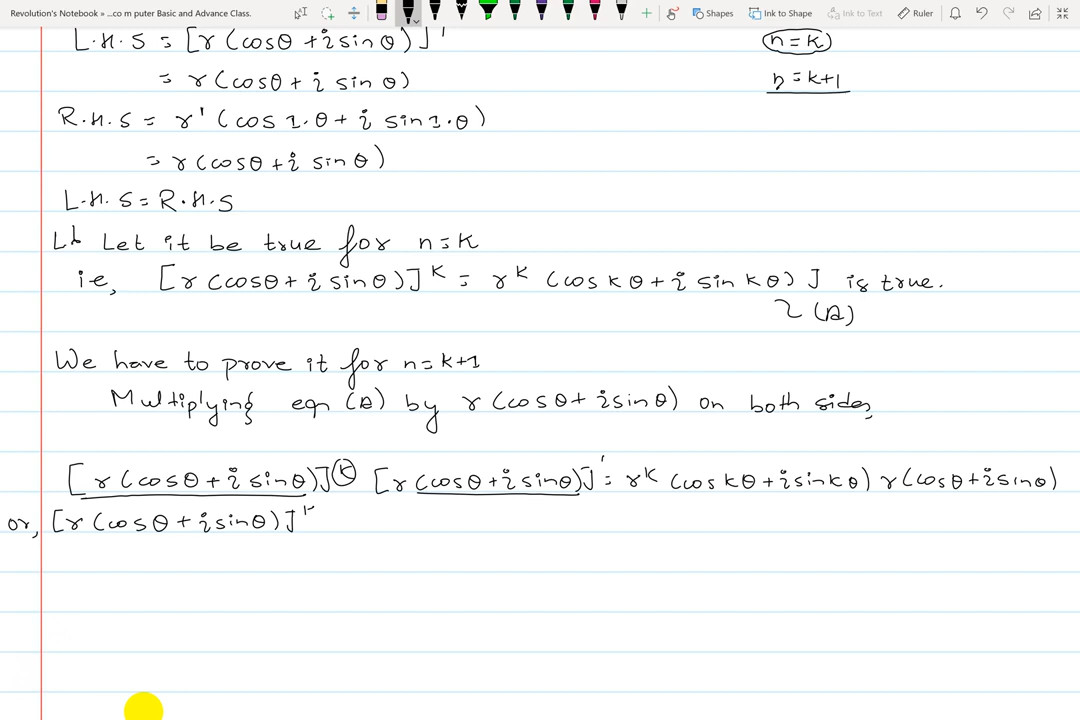 Revolution's Notebook » ...co m puter Basic and Advance Class.
Shapes
Ink to Shape
Ink to Text
Ruler
L.H.S = [r(cosθ + i sinθ)]¹
n = k
= r(cosθ + i sinθ)
n = k+1
R.H.S = r¹ (cos 1.θ + i sin 1.θ)
= r(cosθ + i sinθ)
L.H.S = R.H.S
Let it be true for n = k
i.e, [r(cosθ + i sinθ)]^k = r^k (cos kθ + i sin kθ)] is true.
(A)
We have to prove it for n = k+1
Multiplying eqn (A) by r(cosθ + i sinθ) on both sides,
[r(cosθ + i sinθ)]^k [r(cosθ + i sinθ)]¹ = r^k (cos kθ + i sin kθ) r(cosθ + i sinθ)
or, [r(cosθ + i sinθ)]